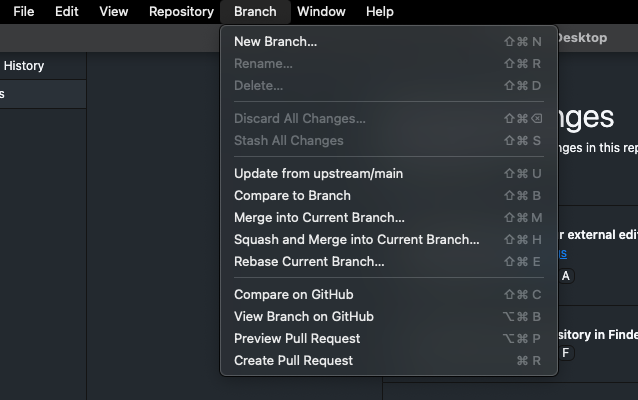 File Edit View Repository Branch Window Help
Desktop
History
New Branch... ⇧⌘ N
Rename... ⇧⌘ R
Delete... ⇧⌘ D
Discard All Changes... ⇧⌘⌫
Stash All Changes ⇧⌘ S
Update from upstream/main ⇧⌘ U
Compare to Branch ⇧⌘ B
Merge into Current Branch... ⇧⌘ M
Squash and Merge into Current Branch... ⇧⌘ H
Rebase Current Branch... ⇧⌘ E
Compare on GitHub ⇧⌘ C
View Branch on GitHub ⌥⌘ B
Preview Pull Request ⌥⌘ P
Create Pull Request ⌘ R
nges
nges in this rep
r external edi
A
sitory in Finde
F